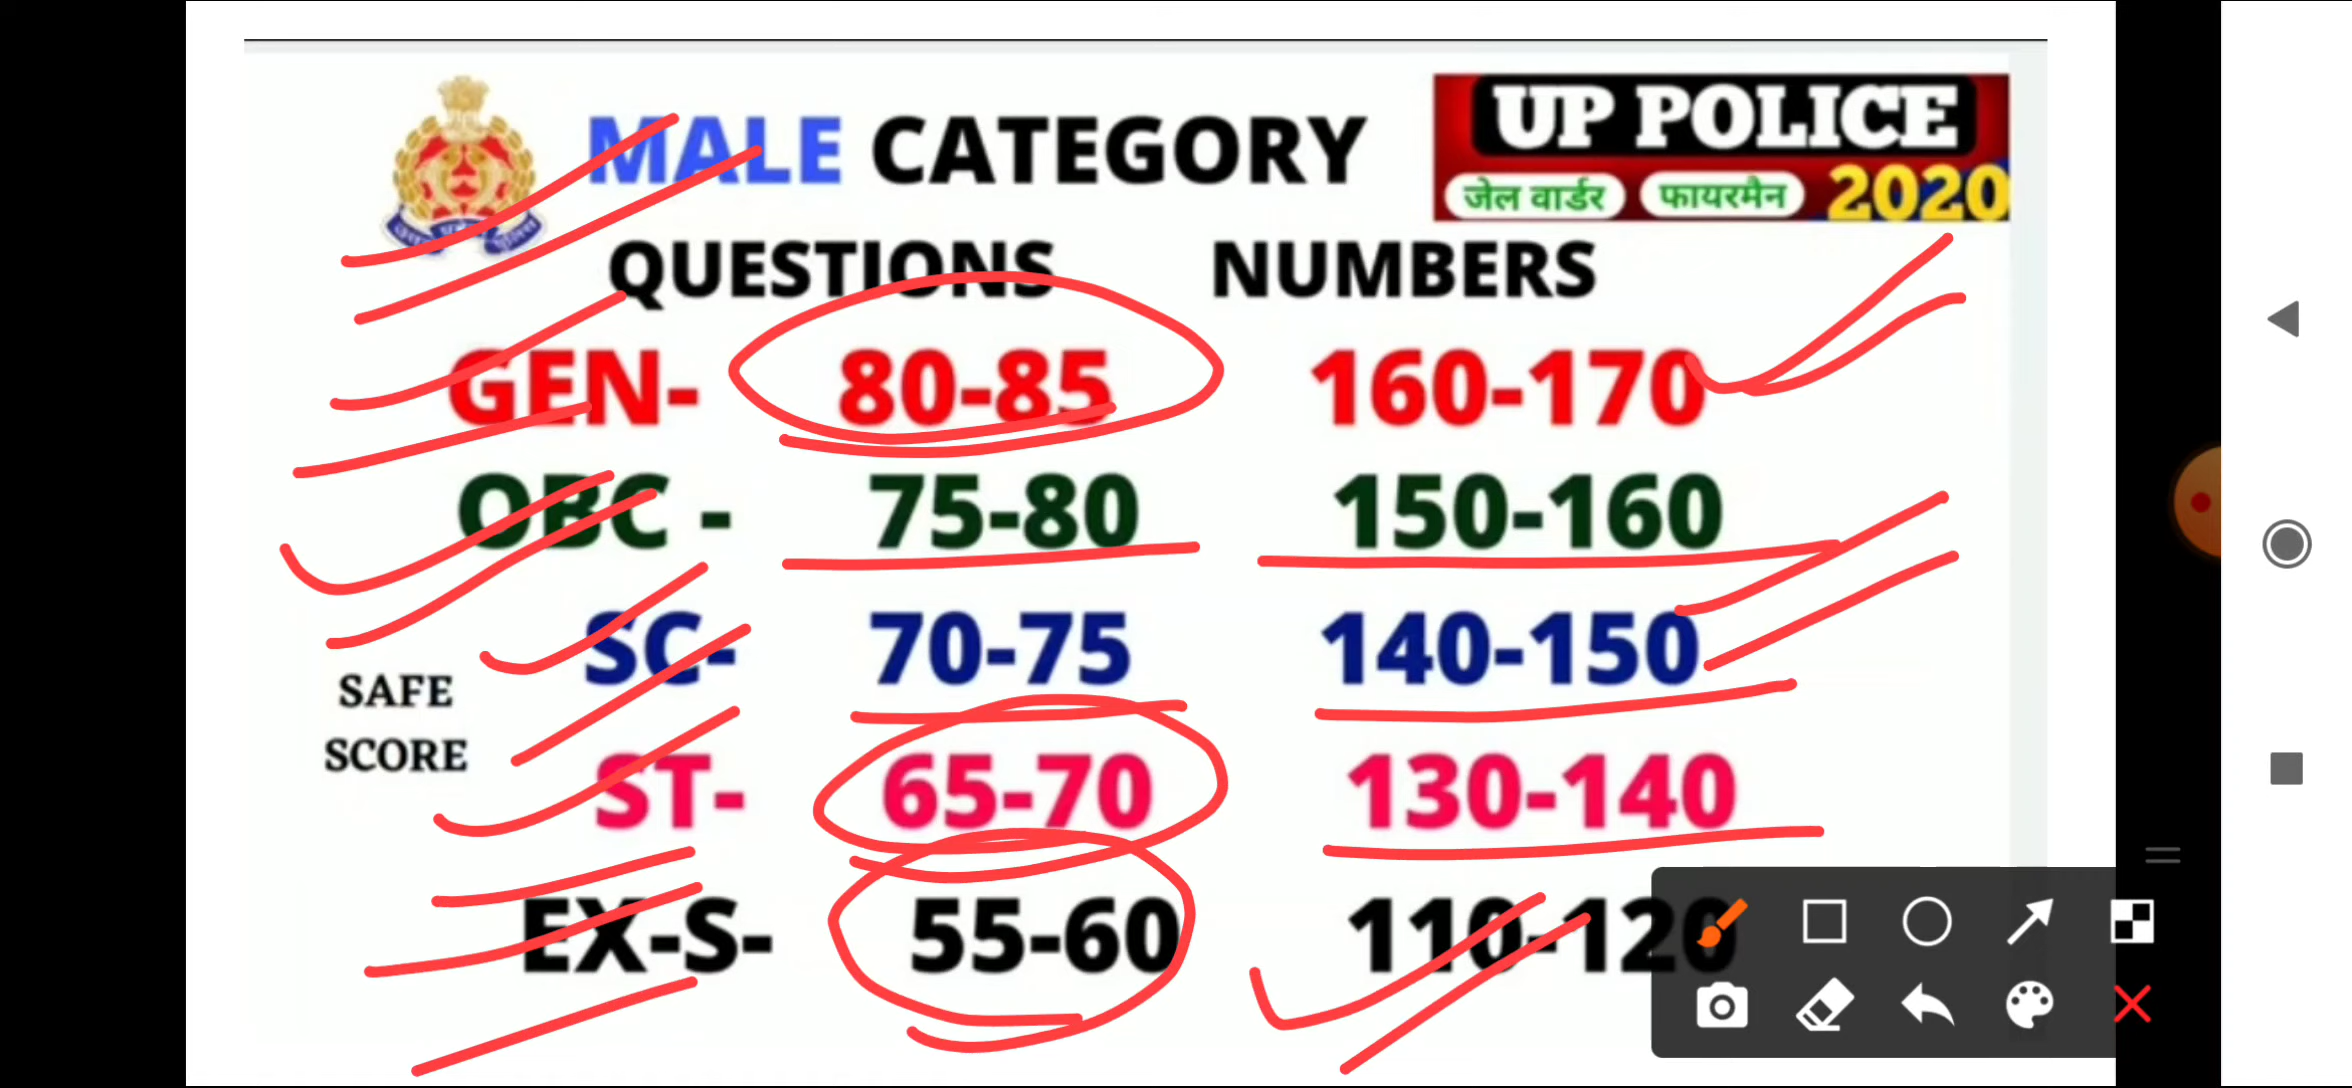 MALE CATEGORY
UP POLICE
जेल वार्डर फायरमैन 2020
QUESTIONS NUMBERS
GEN- 80-85 160-170
OBC - 75-80 150-160
SC- 70-75 140-150
SAFE
SCORE
ST- 65-70 130-140
EX-S- 55-60 110-120